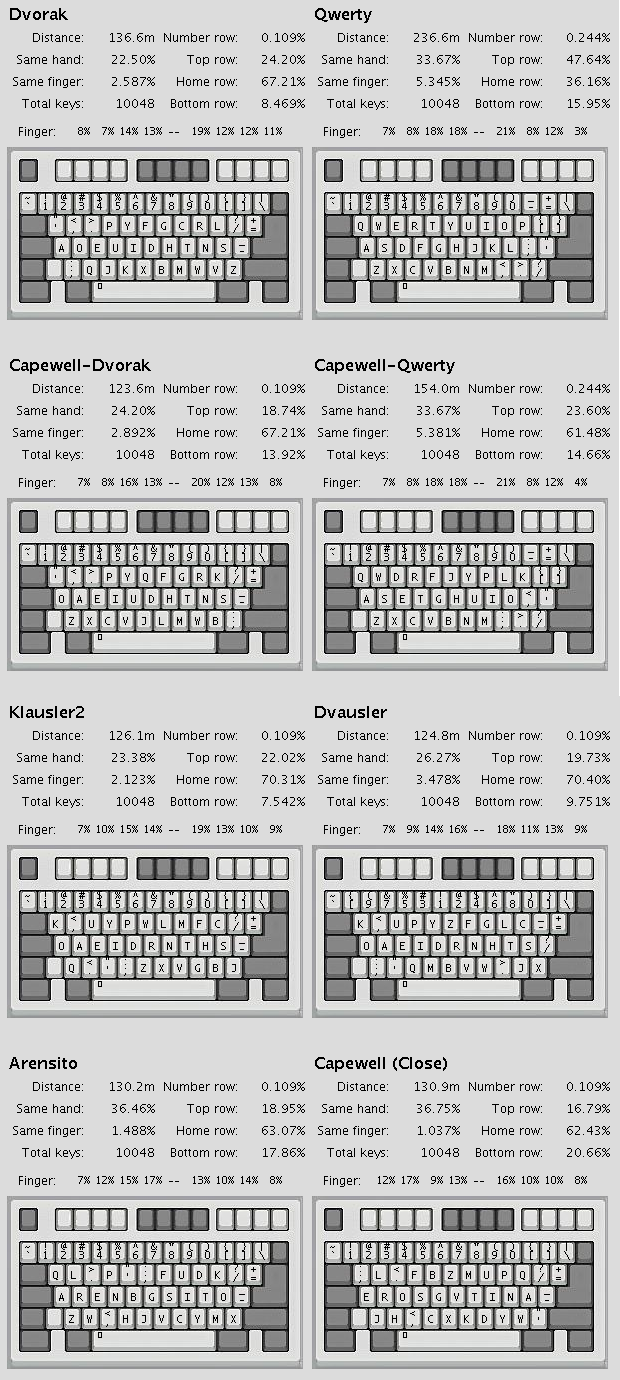 Dvorak
Distance: 136.6m Number row: 0.109%
Same hand: 22.50% Top row: 24.20%
Same finger: 2.587% Home row: 67.21%
Total keys: 10048 Bottom row: 8.469%
Finger: 8% 7% 14% 13% -- 19% 12% 12% 11%
1 2 3 4 5 6 7 8 9 0 [ ] \
' , . P Y F G C R L / =
A O E U I D H T N S -
; Q J K X B M W V Z
Qwerty
Distance: 236.6m Number row: 0.244%
Same hand: 33.67% Top row: 47.64%
Same finger: 5.345% Home row: 36.16%
Total keys: 10048 Bottom row: 15.95%
Finger: 7% 8% 18% 18% -- 21% 8% 12% 3%
1 2 3 4 5 6 7 8 9 0 - = \
Q W E R T Y U I O P [ ]
A S D F G H J K L ; '
Z X C V B N M , . /
Capewell-Dvorak
Distance: 123.6m Number row: 0.109%
Same hand: 24.20% Top row: 18.74%
Same finger: 2.892% Home row: 67.21%
Total keys: 10048 Bottom row: 13.92%
Finger: 7% 8% 16% 13% -- 20% 12% 13% 8%
1 2 3 4 5 6 7 8 9 0 [ ] \
' , . P Y Q F G R K / =
O A E I U D H T N S -
Z X C V J L M W B ;
Capewell-Qwerty
Distance: 154.0m Number row: 0.244%
Same hand: 33.67% Top row: 23.60%
Same finger: 5.381% Home row: 61.48%
Total keys: 10048 Bottom row: 14.66%
Finger: 7% 8% 18% 18% -- 21% 8% 12% 4%
1 2 3 4 5 6 7 8 9 0 - = \
Q W D R F J Y P L K [ ]
A S E T G H U I O , '
Z X C V B N M ; . /
Klausler2
Distance: 126.1m Number row: 0.109%
Same hand: 23.38% Top row: 22.02%
Same finger: 2.123% Home row: 70.31%
Total keys: 10048 Bottom row: 7.542%
Finger: 7% 10% 15% 14% -- 19% 13% 10% 9%
1 2 3 4 5 6 7 8 9 0 [ ] \
K , U Y P W L M F C / =
O A E I D R N T H S -
Q . ' ; Z X V G B J
Dvausler
Distance: 124.8m Number row: 0.109%
Same hand: 26.27% Top row: 19.73%
Same finger: 3.478% Home row: 70.40%
Total keys: 10048 Bottom row: 9.751%
Finger: 7% 9% 14% 16% -- 18% 11% 13% 9%
[ 9 7 5 3 1 2 4 6 8 0 ] \
K , U P Y Z F G L C - =
O A E I D R N H T S /
; ' Q M B V W . J X
Arensito
Distance: 130.2m Number row: 0.109%
Same hand: 36.46% Top row: 18.95%
Same finger: 1.488% Home row: 63.07%
Total keys: 10048 Bottom row: 17.86%
Finger: 7% 12% 15% 17% -- 13% 10% 14% 8%
1 2 3 4 5 6 7 8 9 0 [ ] \
Q L . P ' ; F U D K / =
A R E N B G S I T O -
Z W , H J V C Y M X
Capewell (Close)
Distance: 130.9m Number row: 0.109%
Same hand: 36.75% Top row: 16.79%
Same finger: 1.037% Home row: 62.43%
Total keys: 10048 Bottom row: 20.66%
Finger: 12% 17% 9% 13% -- 16% 10% 10% 8%
1 2 3 4 5 6 7 8 9 0 [ ] \
; L , F B Z M U P Q / =
E R O S G V T I N A -
J H . C X K D Y W '